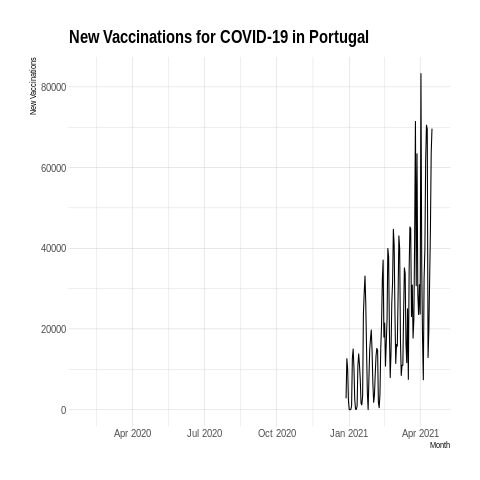 New Vaccinations for COVID-19 in Portugal
New Vaccinations
80000
60000
40000
20000
0
Apr 2020 Jul 2020 Oct 2020 Jan 2021 Apr 2021
Month